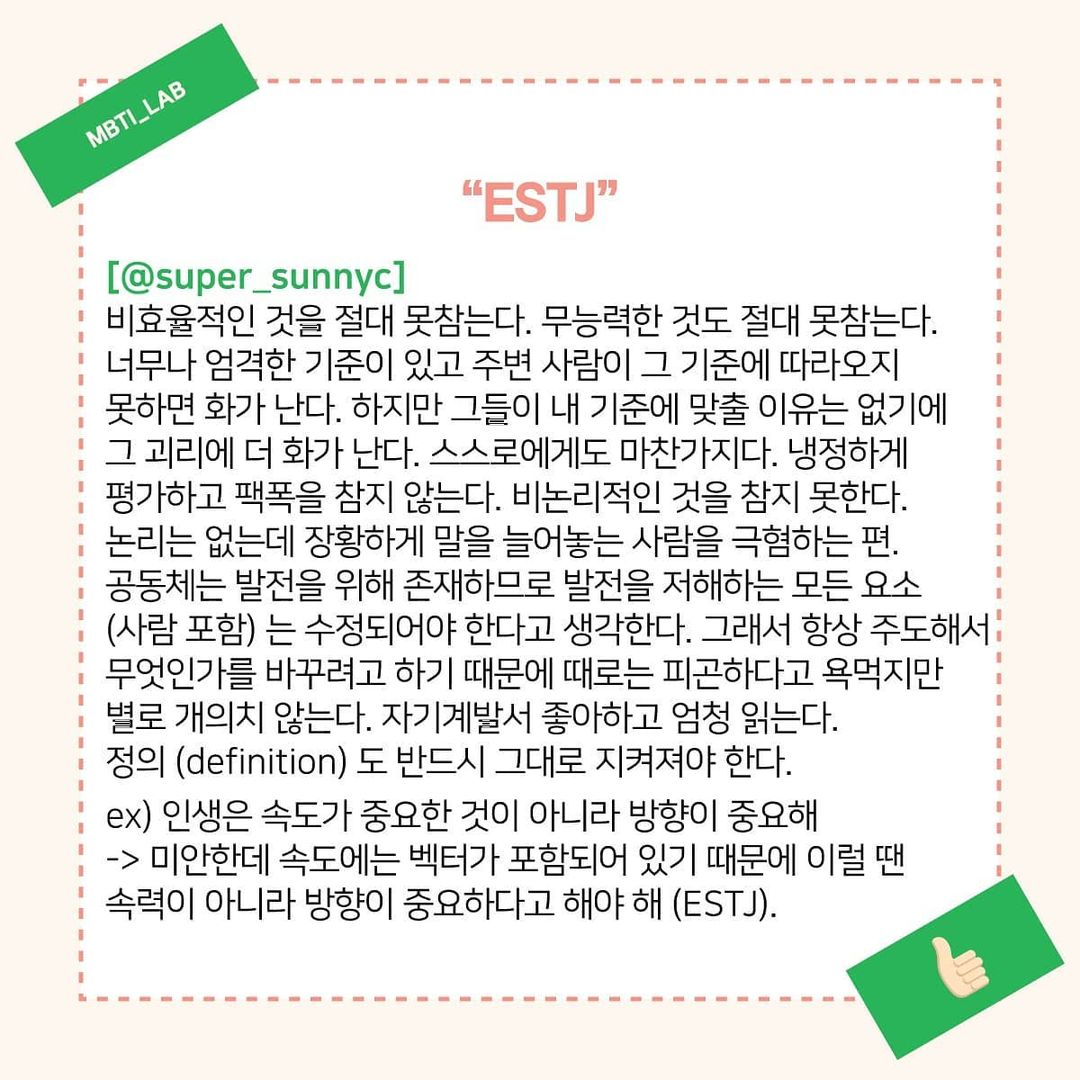 MBTI_LAB
“ESTJ”
[@super_sunnyc]
비효율적인 것을 절대 못참는다. 무능력한 것도 절대 못참는다.
너무나 엄격한 기준이 있고 주변 사람이 그 기준에 따라오지
못하면 화가 난다. 하지만 그들이 내 기준에 맞출 이유는 없기에
그 괴리에 더 화가 난다. 스스로에게도 마찬가지다. 냉정하게
평가하고 팩폭을 참지 않는다. 비논리적인 것을 참지 못한다.
논리는 없는데 장황하게 말을 늘어놓는 사람을 극혐하는 편.
공동체는 발전을 위해 존재하므로 발전을 저해하는 모든 요소
(사람 포함) 는 수정되어야 한다고 생각한다. 그래서 항상 주도해서
무엇인가를 바꾸려고 하기 때문에 때로는 피곤하다고 욕먹지만
별로 개의치 않는다. 자기계발서 좋아하고 엄청 읽는다.
정의 (definition) 도 반드시 그대로 지켜져야 한다.
ex) 인생은 속도가 중요한 것이 아니라 방향이 중요해
-> 미안한데 속도에는 벡터가 포함되어 있기 때문에 이럴 땐
속력이 아니라 방향이 중요하다고 해야 해 (ESTJ).